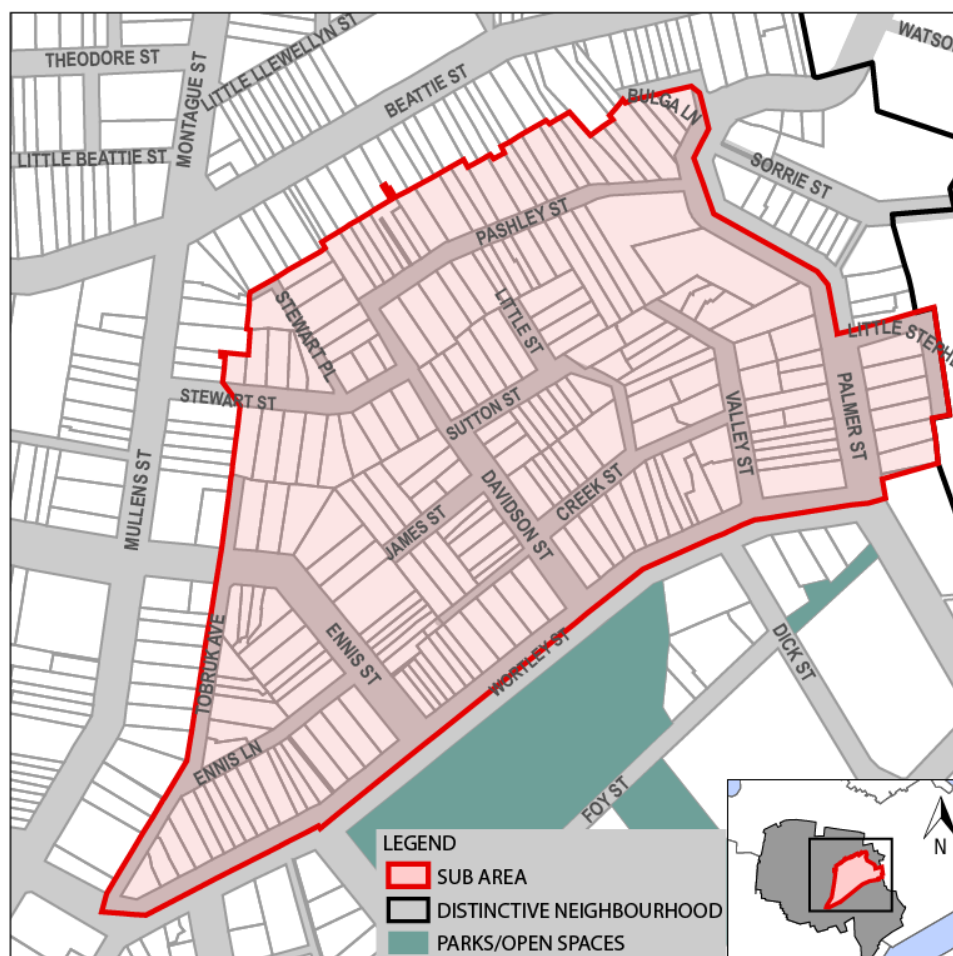 THEODORE ST
MONTAGUE ST
LITTLE LLEWELLYN ST
BEATTIE ST
LITTLE BEATTIE ST
BULGA LN
SORRIE ST
PASHLEY ST
STEWART PL
LITTLE ST
STEWART ST
SUTTON ST
VALLEY ST
PALMER ST
MULLENS ST
JAMES ST
DAVIDSON ST
CREEK ST
TOBRUK AVE
ENNIS ST
WORTLEY ST
DICK ST
ENNIS LN
FOY ST
LEGEND
SUB AREA
DISTINCTIVE NEIGHBOURHOOD
PARKS/OPEN SPACES
N